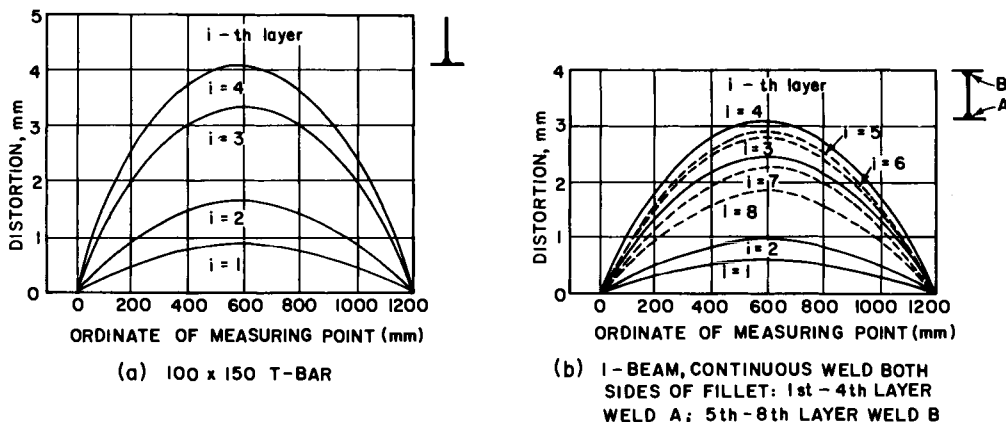 5
4
3
2
1
0
DISTORTION, mm
i - th layer
i = 4
i = 3
i = 2
i = 1
0 200 400 600 800 1000 1200
ORDINATE OF MEASURING POINT (mm)
(a) 100 x 150 T-BAR
4
3
2
1
0
DISTORTION, mm
i - th layer
i = 4
i = 5
i = 3
i = 6
i = 7
i = 8
i = 2
i = 1
B
A
0 200 400 600 800 1000 1200
ORDINATE OF MEASURING POINT (mm)
(b) I-BEAM, CONTINUOUS WELD BOTH
SIDES OF FILLET: 1st-4th LAYER
WELD A; 5th-8th LAYER WELD B